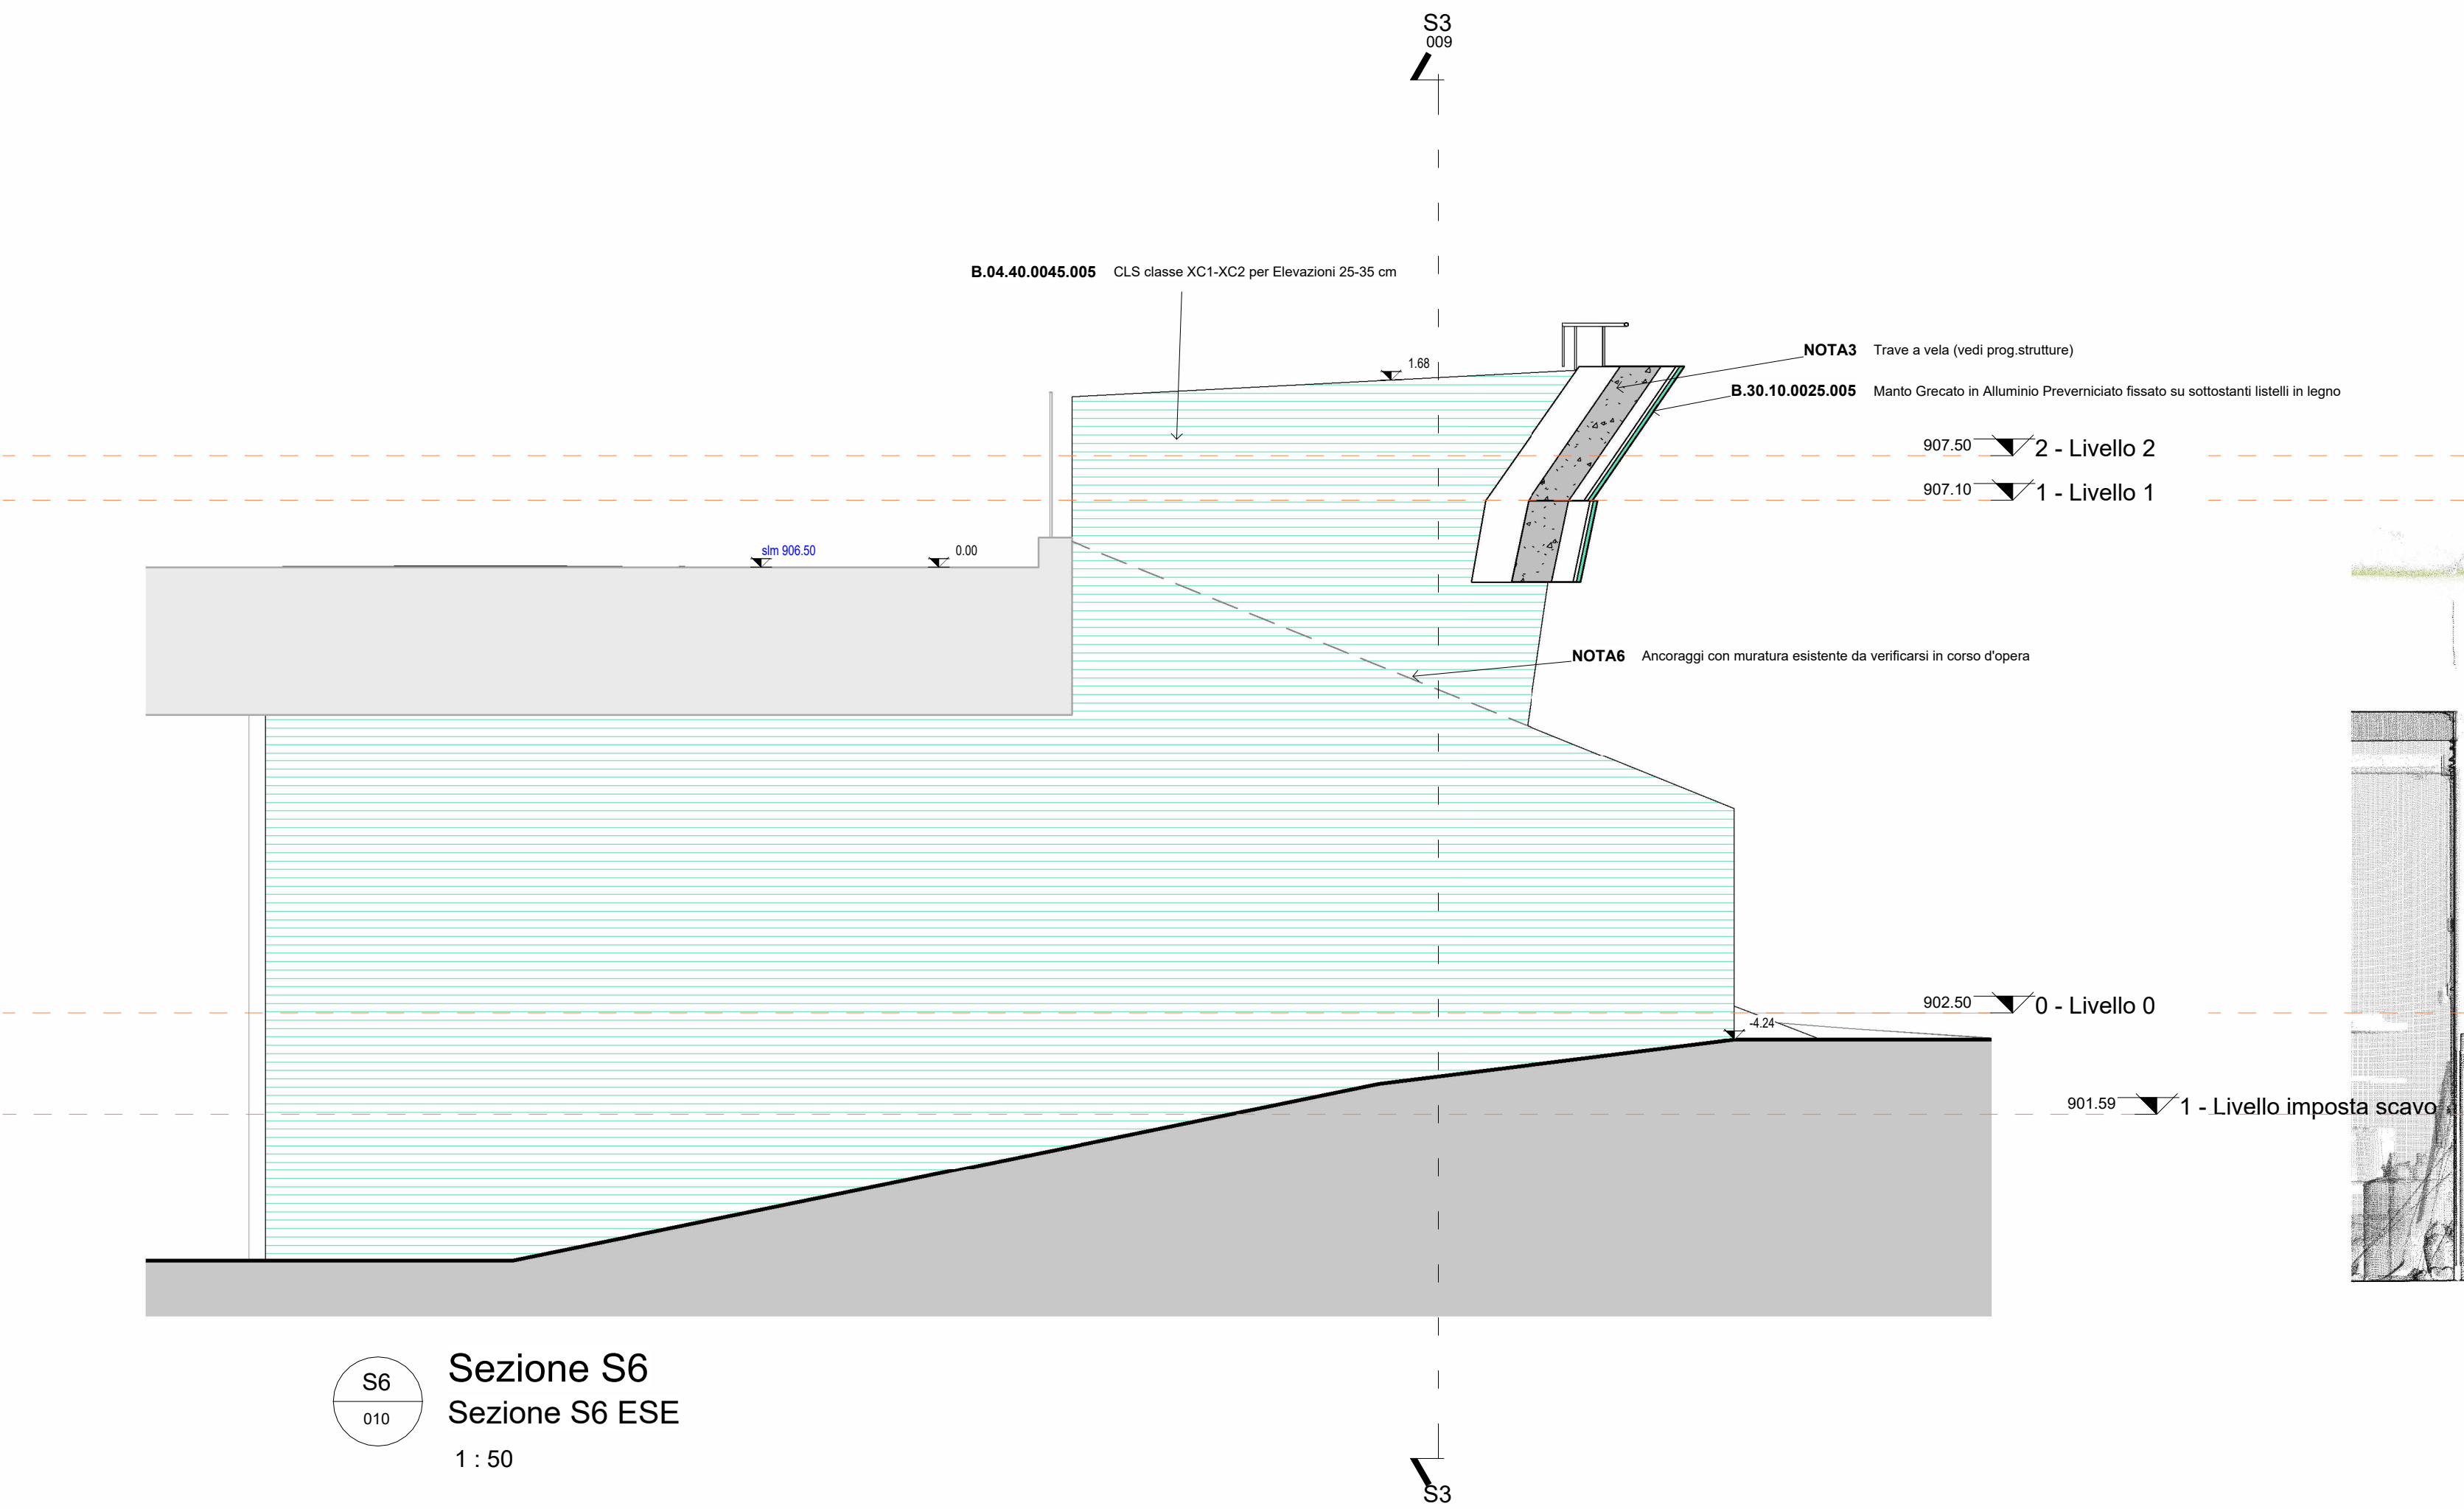 S3
009
B.04.40.0045.005 CLS classe XC1-XC2 per Elevazioni 25-35 cm
NOTA3 Trave a vela (vedi prog.strutture)
1.68
B.30.10.0025.005 Manto Grecato in Alluminio Preverniciato fissato su sottostanti listelli in legno
907.50 2 - Livello 2
907.10 1 - Livello 1
slm 906.50
0.00
NOTA6 Ancoraggi con muratura esistente da verificarsi in corso d'opera
902.50 0 - Livello 0
-4.24
901.59 1 - Livello imposta scavo
S6
010
Sezione S6
Sezione S6 ESE
1 : 50
S3